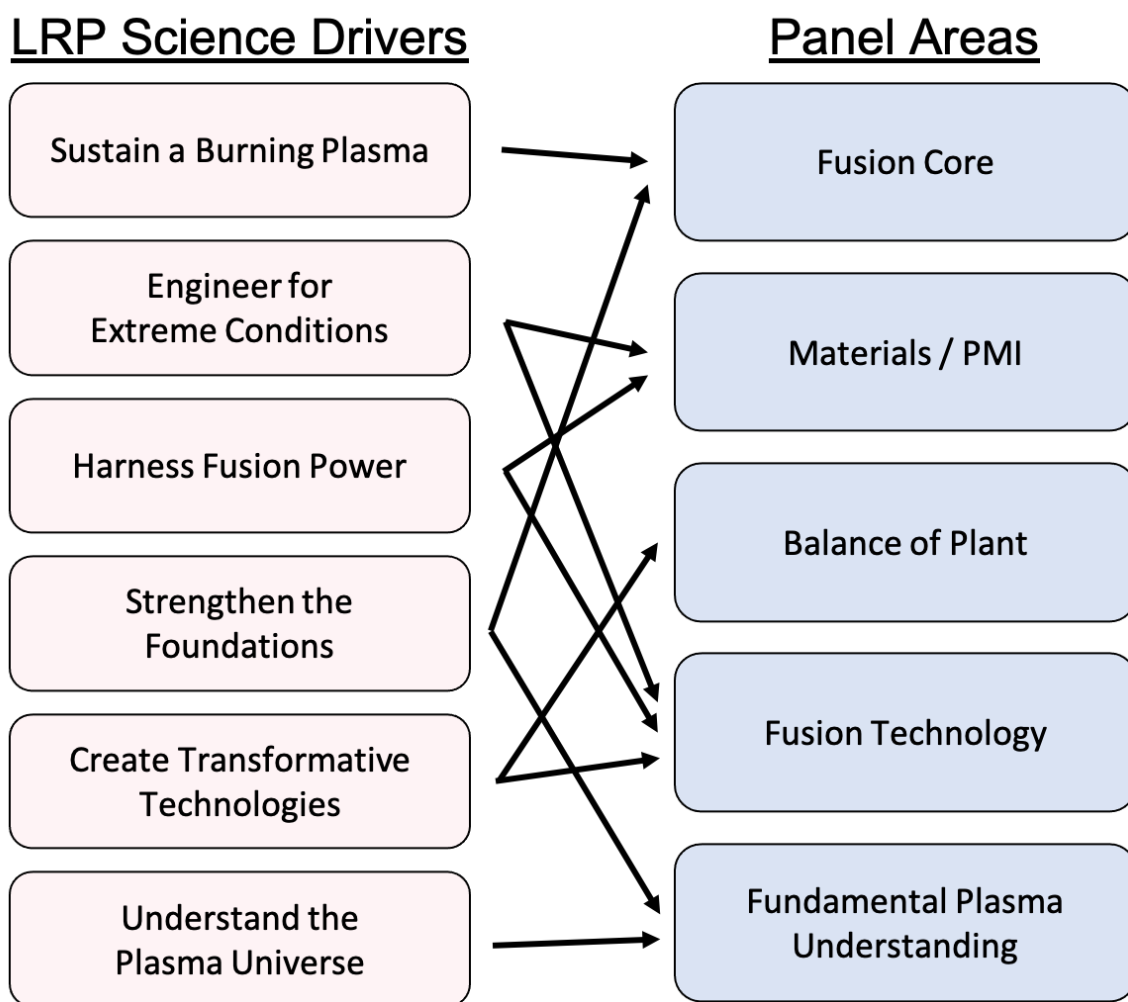 LRP Science Drivers
Sustain a Burning Plasma
Engineer for
Extreme Conditions
Harness Fusion Power
Strengthen the
Foundations
Create Transformative
Technologies
Understand the
Plasma Universe
Panel Areas
Fusion Core
Materials / PMI
Balance of Plant
Fusion Technology
Fundamental Plasma
Understanding